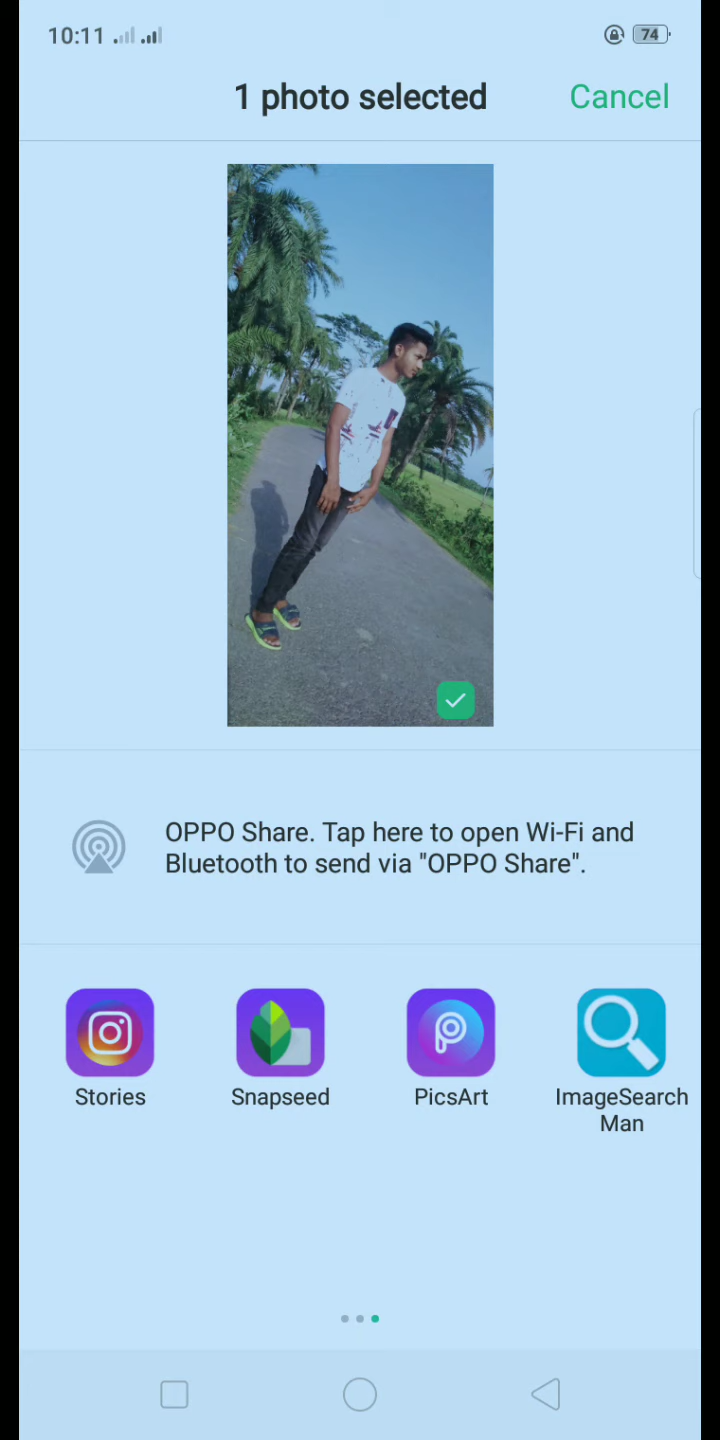 10:11
74
1 photo selected
Cancel
OPPO Share. Tap here to open Wi-Fi and
Bluetooth to send via "OPPO Share".
Stories
Snapseed
PicsArt
ImageSearch
Man